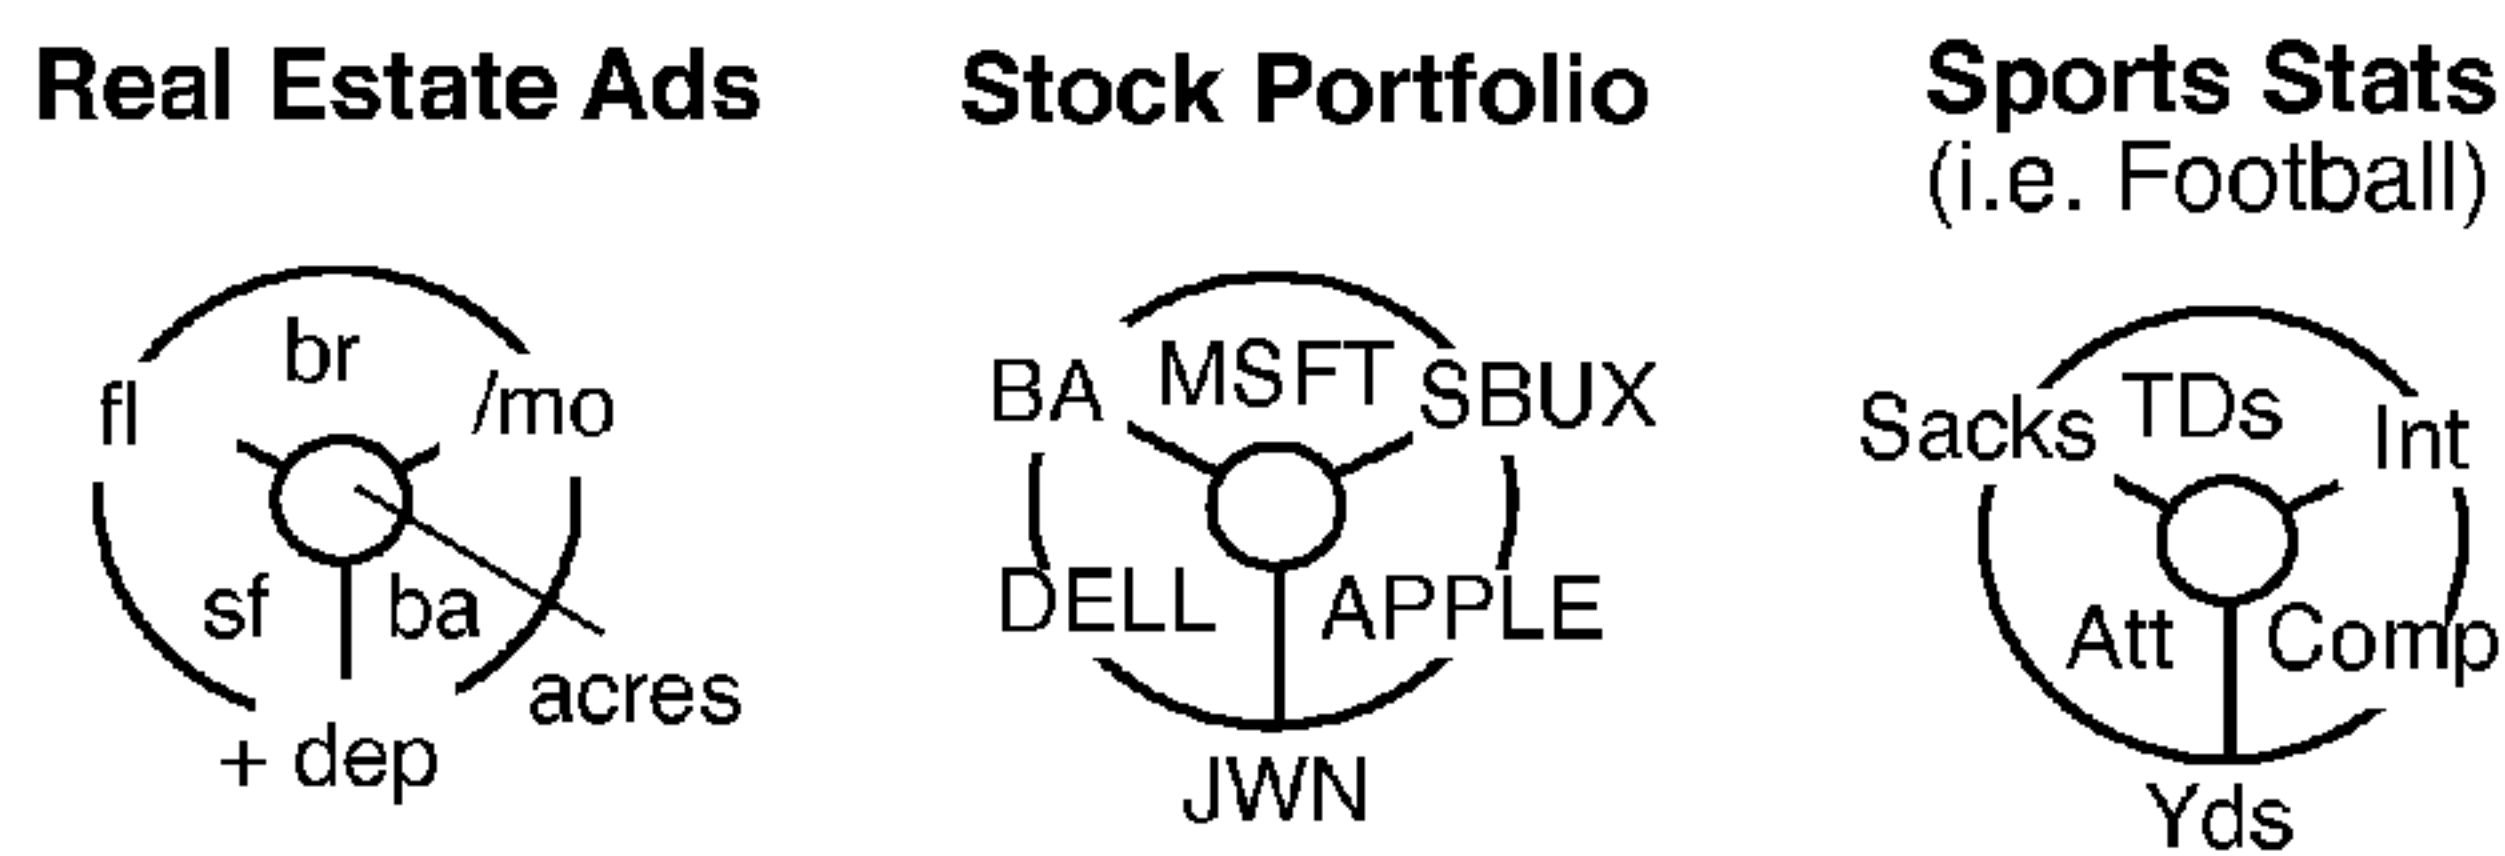 Real Estate Ads
br
fl
/mo
sf
ba
acres
+ dep
Stock Portfolio
MSFT
BA
SBUX
DELL
APPLE
JWN
Sports Stats
(i.e. Football)
TDs
Sacks
Int
Att
Comp
Yds